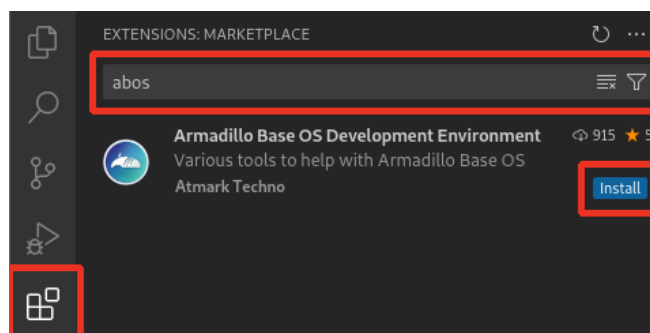 EXTENSIONS: MARKETPLACE
abos
Armadillo Base OS Development Environment 915 5
Various tools to help with Armadillo Base OS
Atmark Techno Install